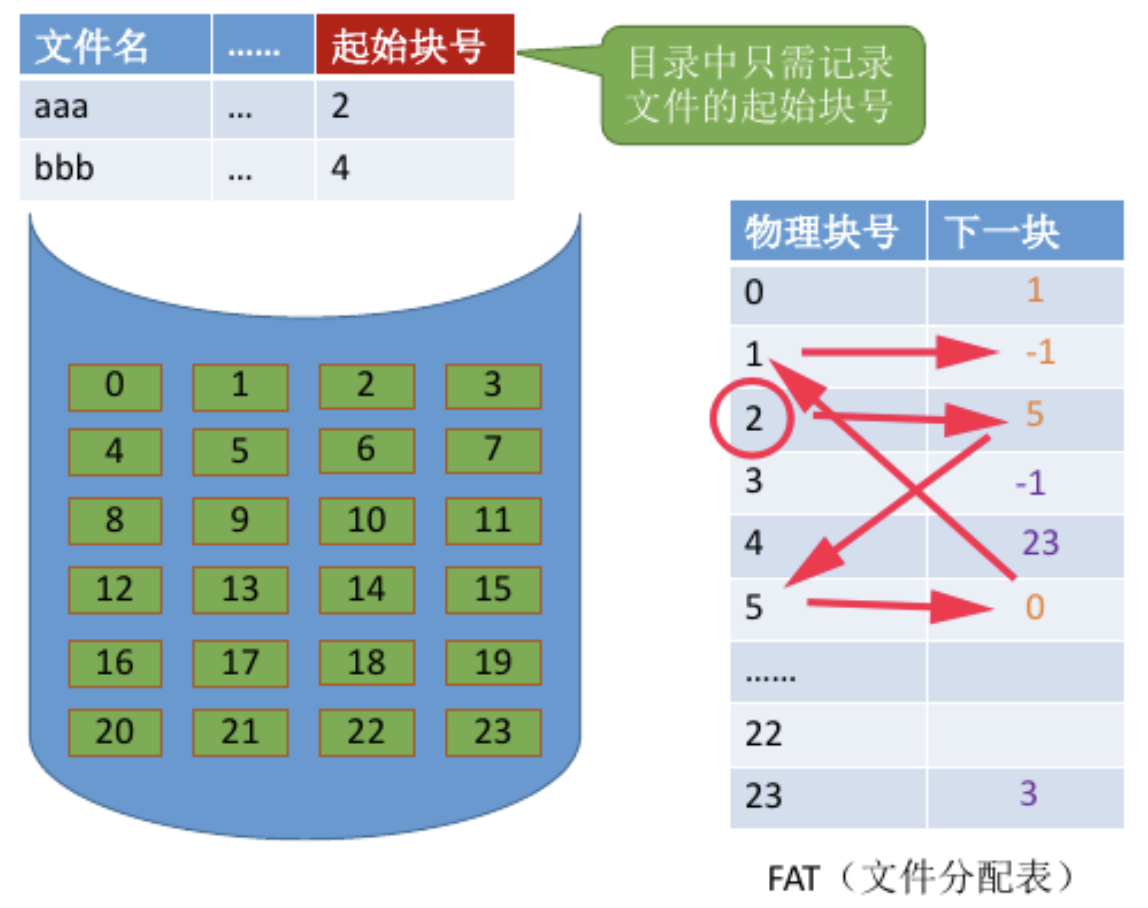 文件名 …… 起始块号
aaa … 2
bbb … 4
目录中只需记录
文件的起始块号
0 1 2 3
4 5 6 7
8 9 10 11
12 13 14 15
16 17 18 19
20 21 22 23
物理块号 下一块
0 1
1 -1
2 5
3 -1
4 23
5 0
……
22
23 3
FAT（文件分配表）